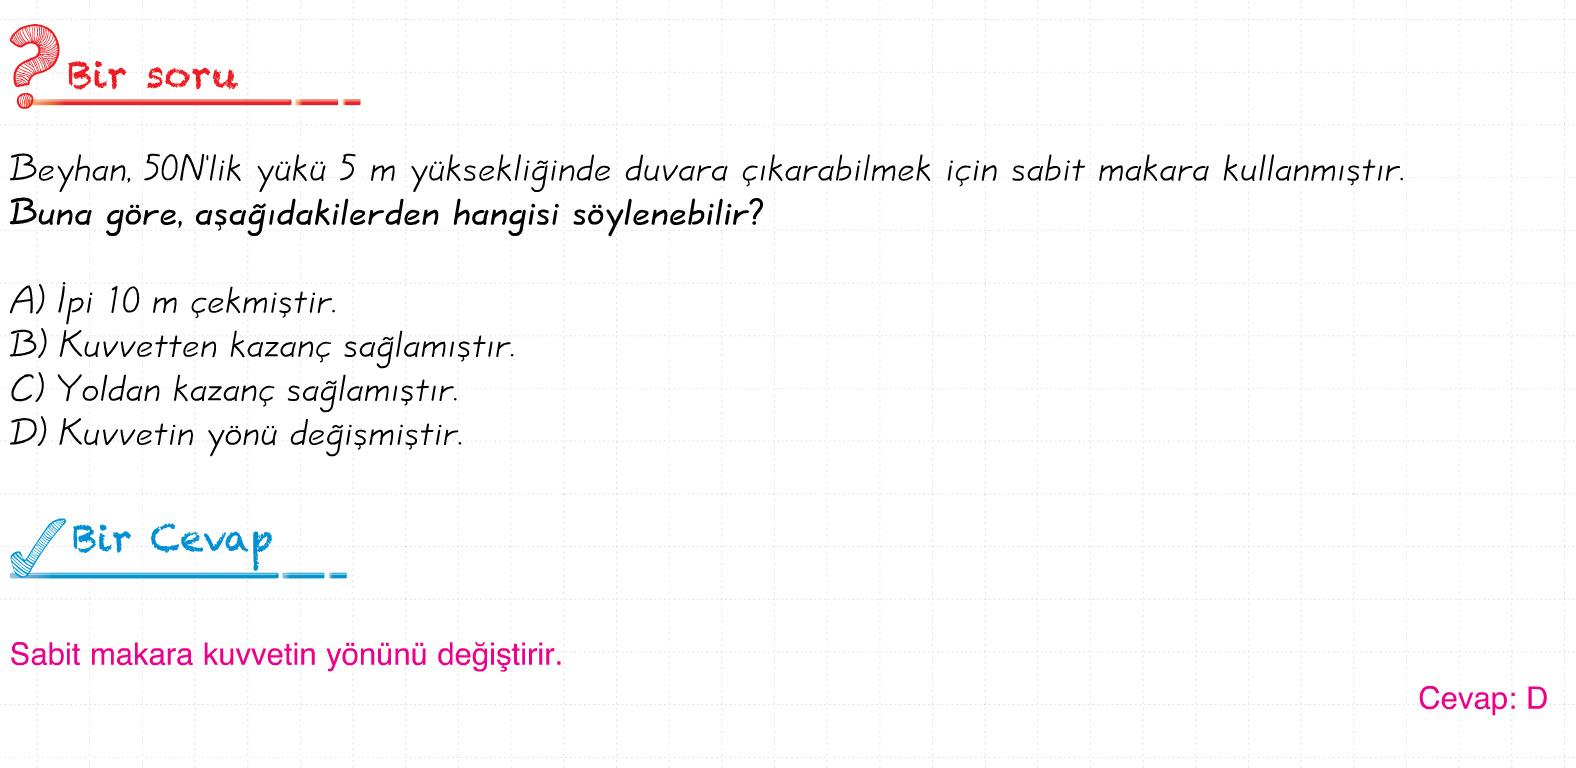 Bir soru
Beyhan, 50N'lik yükü 5 m yüksekliğinde duvara çıkarabilmek için sabit makara kullanmıştır.
Buna göre, aşağıdakilerden hangisi söylenebilir?
A) İpi 10 m çekmiştir.
B) Kuvvetten kazanç sağlamıştır.
C) Yoldan kazanç sağlamıştır.
D) Kuvvetin yönü değişmiştir.
Bir Cevap
Sabit makara kuvvetin yönünü değiştirir.
Cevap: D